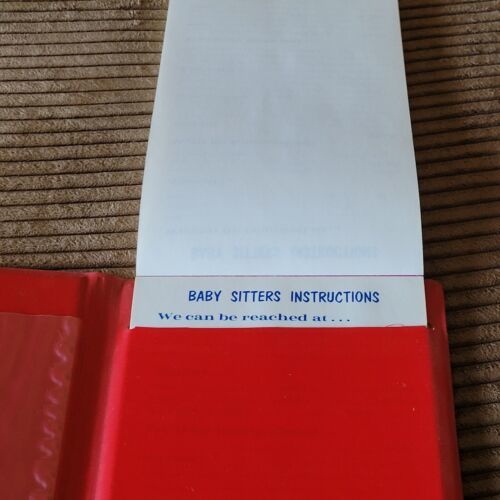 BABY SITTERS INSTRUCTIONS
We can be reached at...